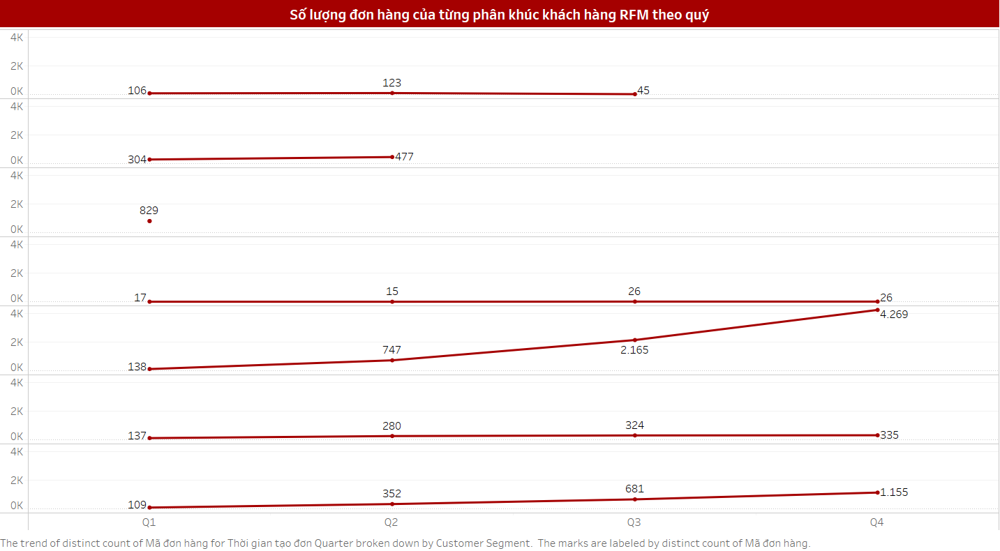 Số lượng đơn hàng của từng phân khúc khách hàng RFM theo quý
4K
2K
0K
106
123
45
4K
2K
0K
304
477
4K
2K
0K
829
4K
2K
0K
17
15
26
26
4K
2K
0K
138
747
2.165
4.269
4K
2K
0K
137
280
324
335
4K
2K
0K
109
352
681
1.155
Q1 Q2 Q3 Q4
The trend of distinct count of Mã đơn hàng for Thời gian tạo đơn Quarter broken down by Customer Segment. The marks are labeled by distinct count of Mã đơn hàng.